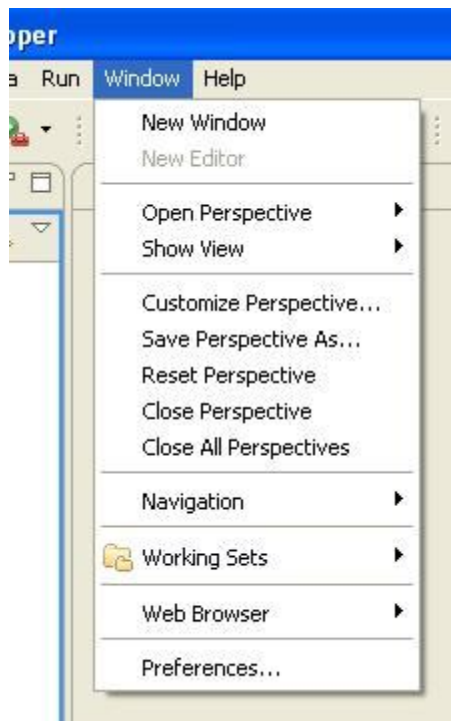 pper
a Run Window Help
New Window
New Editor
Open Perspective
Show View
Customize Perspective...
Save Perspective As...
Reset Perspective
Close Perspective
Close All Perspectives
Navigation
Working Sets
Web Browser
Preferences...